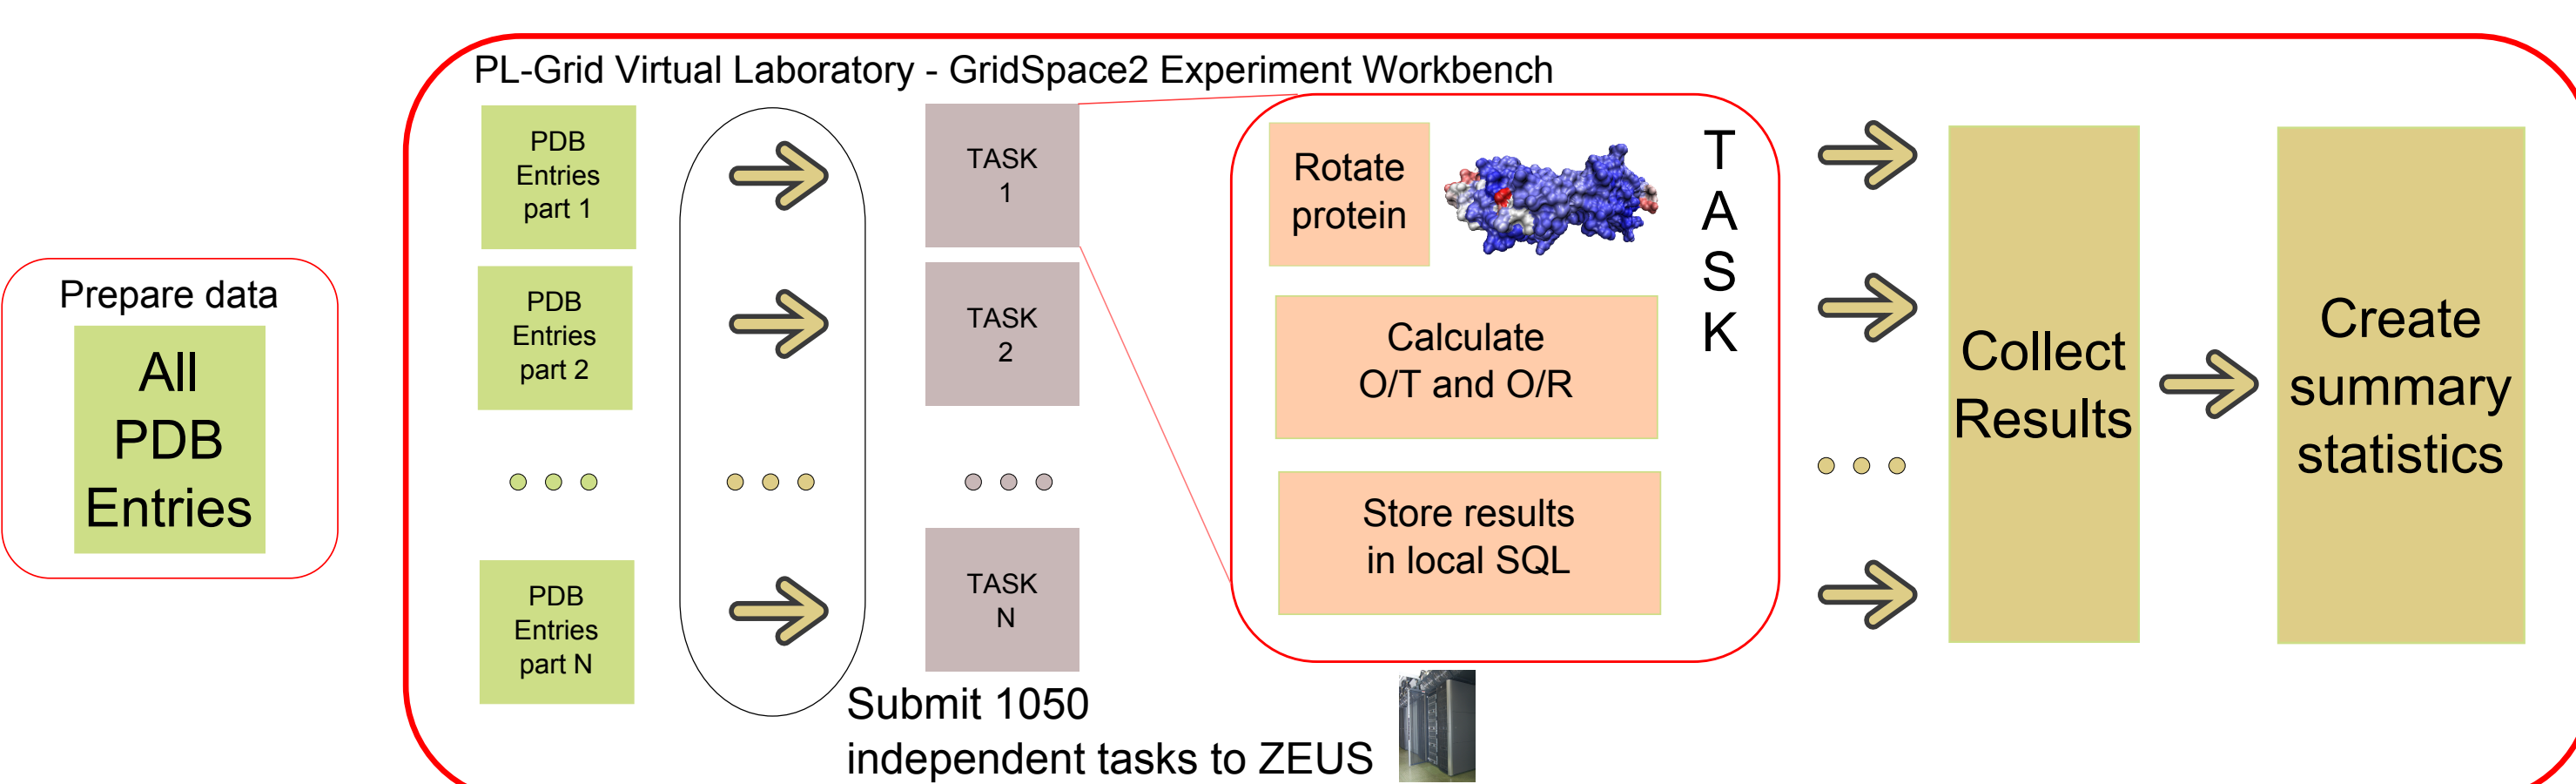 PL-Grid Virtual Laboratory - GridSpace2 Experiment Workbench
Prepare data
All
PDB
Entries
PDB
Entries
part 1
PDB
Entries
part 2
PDB
Entries
part N
TASK
1
TASK
2
TASK
N
Submit 1050
independent tasks to ZEUS
Rotate
protein
T
A
S
K
Calculate
O/T and O/R
Store results
in local SQL
Collect
Results
Create
summary
statistics